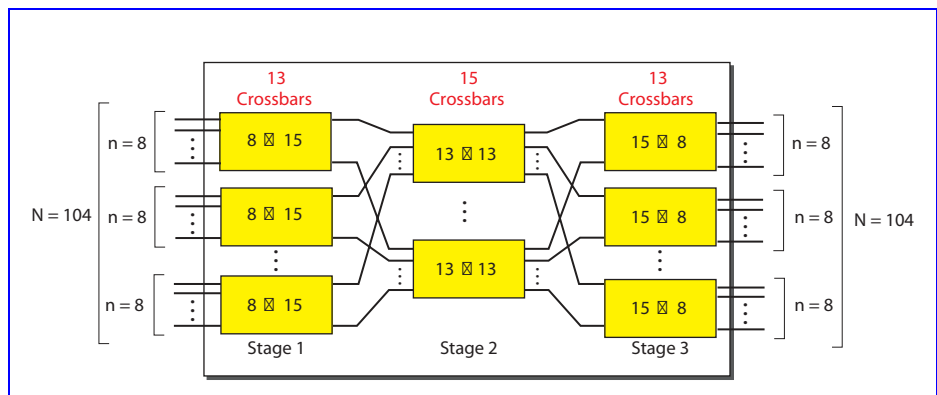 13 Crossbars
15 Crossbars
13 Crossbars
N = 104
n = 8
8 15
13 13
15 8
n = 8
N = 104
n = 8
8 15
15 8
n = 8
13 13
n = 8
8 15
15 8
n = 8
Stage 1
Stage 2
Stage 3